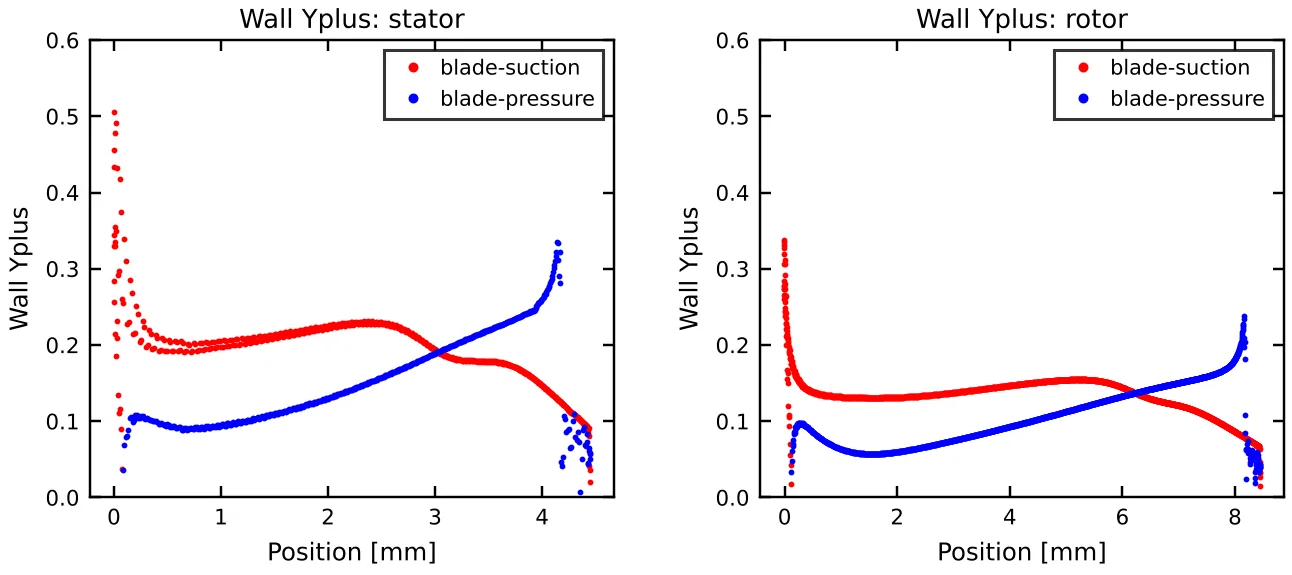 Wall Yplus: stator
Wall Yplus
0.6
0.5
0.4
0.3
0.2
0.1
0.0
blade-suction
blade-pressure
0 1 2 3 4
Position [mm]
Wall Yplus: rotor
Wall Yplus
0.6
0.5
0.4
0.3
0.2
0.1
0.0
blade-suction
blade-pressure
0 2 4 6 8
Position [mm]